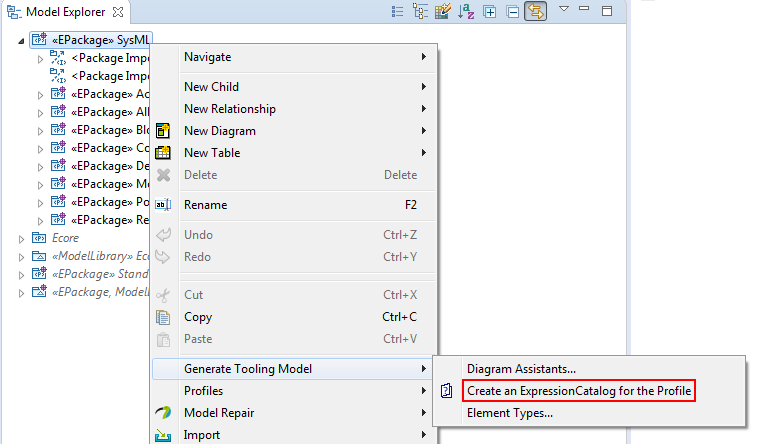 Model Explorer
«EPackage» SysML
<Package Impo
<Package Impo
«EPackage» Ac
«EPackage» All
«EPackage» Blo
«EPackage» Co
«EPackage» De
«EPackage» Mo
«EPackage» Po
«EPackage» Re
Ecore
«ModelLibrary» Eco
«EPackage» Stand
«EPackage, ModelL
Navigate
New Child
New Relationship
New Diagram
New Table
Delete Delete
Rename F2
Undo Ctrl+Z
Redo Ctrl+Y
Cut Ctrl+X
Copy Ctrl+C
Paste Ctrl+V
Generate Tooling Model
Profiles
Model Repair
Import
Diagram Assistants...
Create an ExpressionCatalog for the Profile
Element Types...